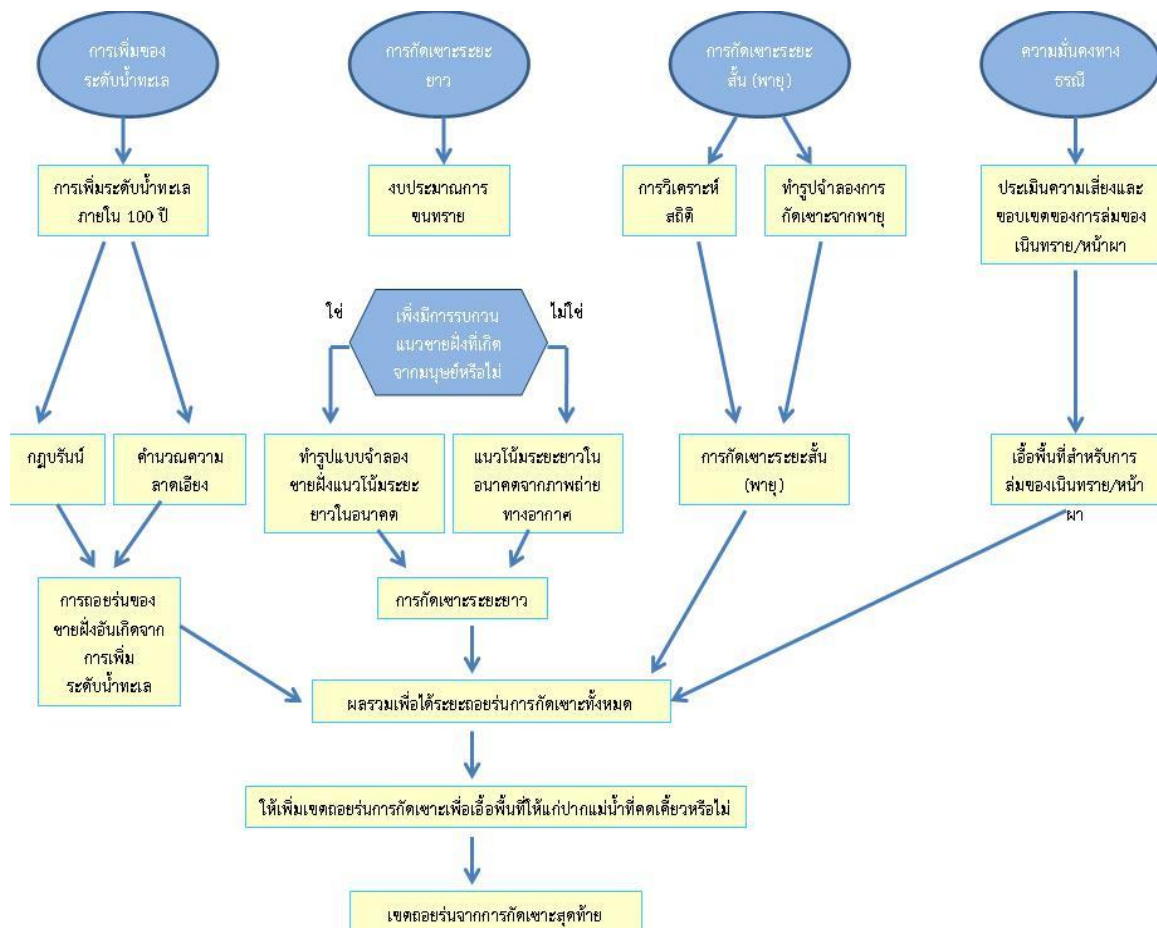 การเพิ่มของ
ระดับน้ำทะเล
การกัดเซาะระยะ
ยาว
การกัดเซาะระยะ
สั้น (พายุ)
ความมั่นคงทาง
ธรณี
การเพิ่มระดับน้ำทะเล
ภายใน 100 ปี
งบประมาณการ
ขนทราย
การวิเคราะห์
สถิติ
ทำรูปจำลองการ
กัดเซาะจากพายุ
ประเมินความเสี่ยงและ
ขอบเขตของการล่มของ
เนินทราย/หน้าผา
ใช่
เพิ่งมีการรบกวน
แนวชายฝั่งที่เกิด
จากมนุษย์หรือไม่
ไม่ใช่
กฎบรันน์
คำนวณความ
ลาดเอียง
ทำรูปแบบจำลอง
ชายฝั่งแนวโน้มระยะ
ยาวในอนาคต
แนวโน้มระยะยาวใน
อนาคตจากภาพถ่าย
ทางอากาศ
การกัดเซาะระยะสั้น
(พายุ)
เอื้อพื้นที่สำหรับการ
ล่มของเนินทราย/หน้า
ผา
การถอยร่นของ
ชายฝั่งอันเกิดจาก
การเพิ่ม
ระดับน้ำทะเล
การกัดเซาะระยะยาว
ผลรวมเพื่อได้ระยะถอยร่นการกัดเซาะทั้งหมด
ให้เพิ่มเขตถอยร่นการกัดเซาะเพื่อเอื้อพื้นที่ให้แก่ปากแม่น้ำที่คดเคี้ยวหรือไม่
เขตถอยร่นจากการกัดเซาะสุดท้าย